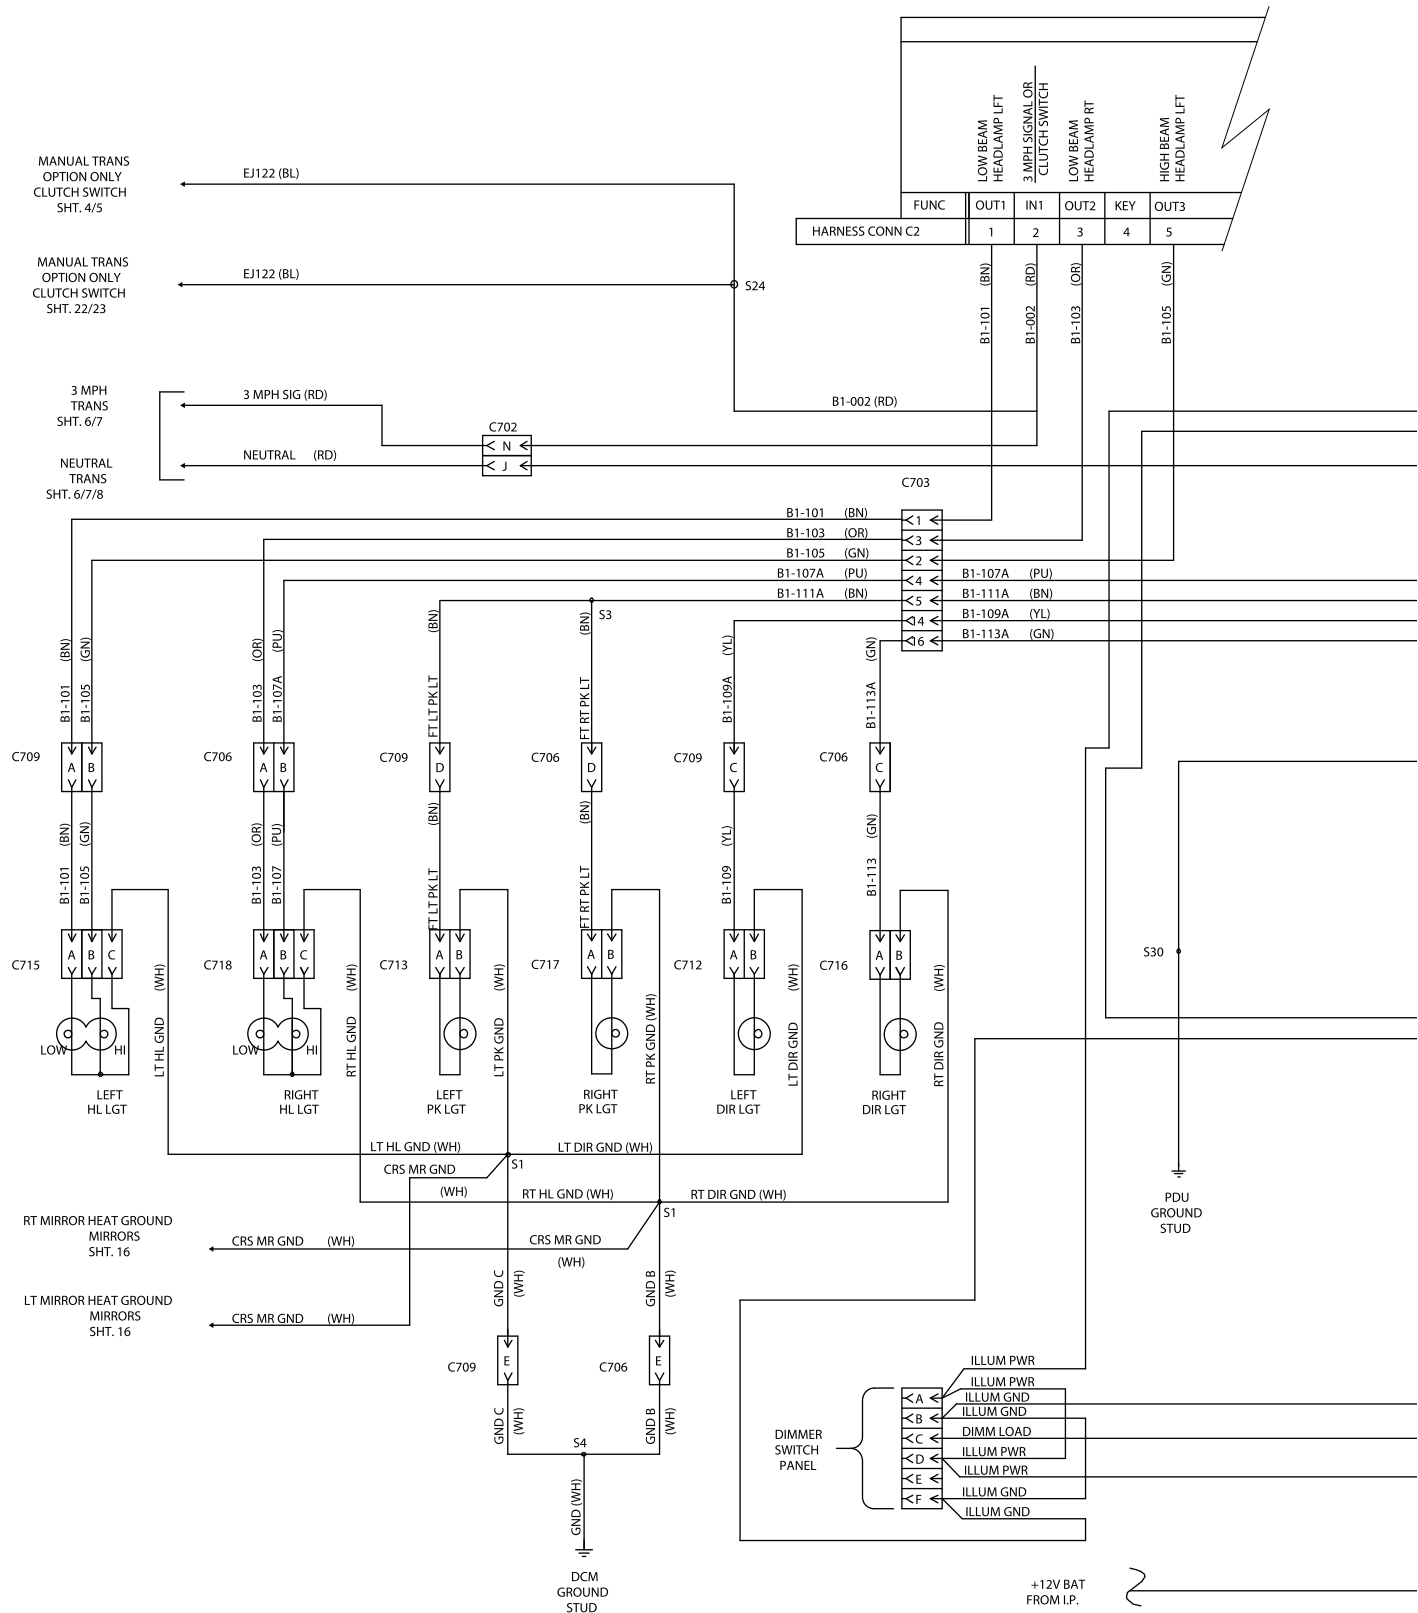 LOW BEAM
HEADLAMP LFT
3 MPH SIGNAL OR
CLUTCH SWITCH
LOW BEAM
HEADLAMP RT
HIGH BEAM
HEADLAMP LFT
FUNC OUT1 IN1 OUT2 KEY OUT3
HARNESS CONN C2 1 2 3 4 5
MANUAL TRANS
OPTION ONLY
CLUTCH SWITCH
SHT. 4/5
EJ122 (BL)
MANUAL TRANS
OPTION ONLY
CLUTCH SWITCH
SHT. 22/23
EJ122 (BL)
S24
B1-101 (BN)
B1-002 (RD)
B1-103 (OR)
B1-105 (GN)
3 MPH
TRANS
SHT. 6/7
3 MPH SIG (RD)
B1-002 (RD)
C702
N
J
NEUTRAL
TRANS
SHT. 6/7/8
NEUTRAL (RD)
C703
B1-101 (BN) 1
B1-103 (OR) 3
B1-105 (GN) 2
B1-107A (PU) 4 B1-107A (PU)
B1-111A (BN) 5 B1-111A (BN)
14 B1-109A (YL)
16 B1-113A (GN)
S3
B1-101 (BN)
B1-105 (GN)
B1-103 (OR)
B1-107A (PU)
FT LT PK LT (BN)
FT RT PK LT (BN)
B1-109A (YL)
B1-113A (GN)
C709 A B
C706 A B
C709 D
C706 D
C709 C
C706 C
B1-101 (BN)
B1-105 (GN)
B1-103 (OR)
B1-107 (PU)
FT LT PK LT (BN)
FT RT PK LT (BN)
B1-109 (YL)
B1-113 (GN)
C715 A B C
C718 A B C
C713 A B
C717 A B
C712 A B
C716 A B
S30
LT HL GND (WH)
RT HL GND (WH)
LT PK GND (WH)
RT PK GND (WH)
LT DIR GND (WH)
RT DIR GND (WH)
LOW HI
LOW HI
LEFT
HL LGT
RIGHT
HL LGT
LEFT
PK LGT
RIGHT
PK LGT
LEFT
DIR LGT
RIGHT
DIR LGT
LT HL GND (WH)
LT DIR GND (WH)
S1
CRS MR GND
(WH)
RT HL GND (WH)
RT DIR GND (WH)
S1
PDU
GROUND
STUD
RT MIRROR HEAT GROUND
MIRRORS
SHT. 16
CRS MR GND (WH)
CRS MR GND
(WH)
LT MIRROR HEAT GROUND
MIRRORS
SHT. 16
CRS MR GND (WH)
GND C (WH)
GND B (WH)
C709 E
C706 E
GND C (WH)
GND B (WH)
S4
GND (WH)
DCM
GROUND
STUD
DIMMER
SWITCH
PANEL
A
B
C
D
E
F
ILLUM PWR
ILLUM PWR
ILLUM GND
ILLUM GND
DIMM LOAD
ILLUM PWR
ILLUM PWR
ILLUM GND
ILLUM GND
+12V BAT
FROM I.P.